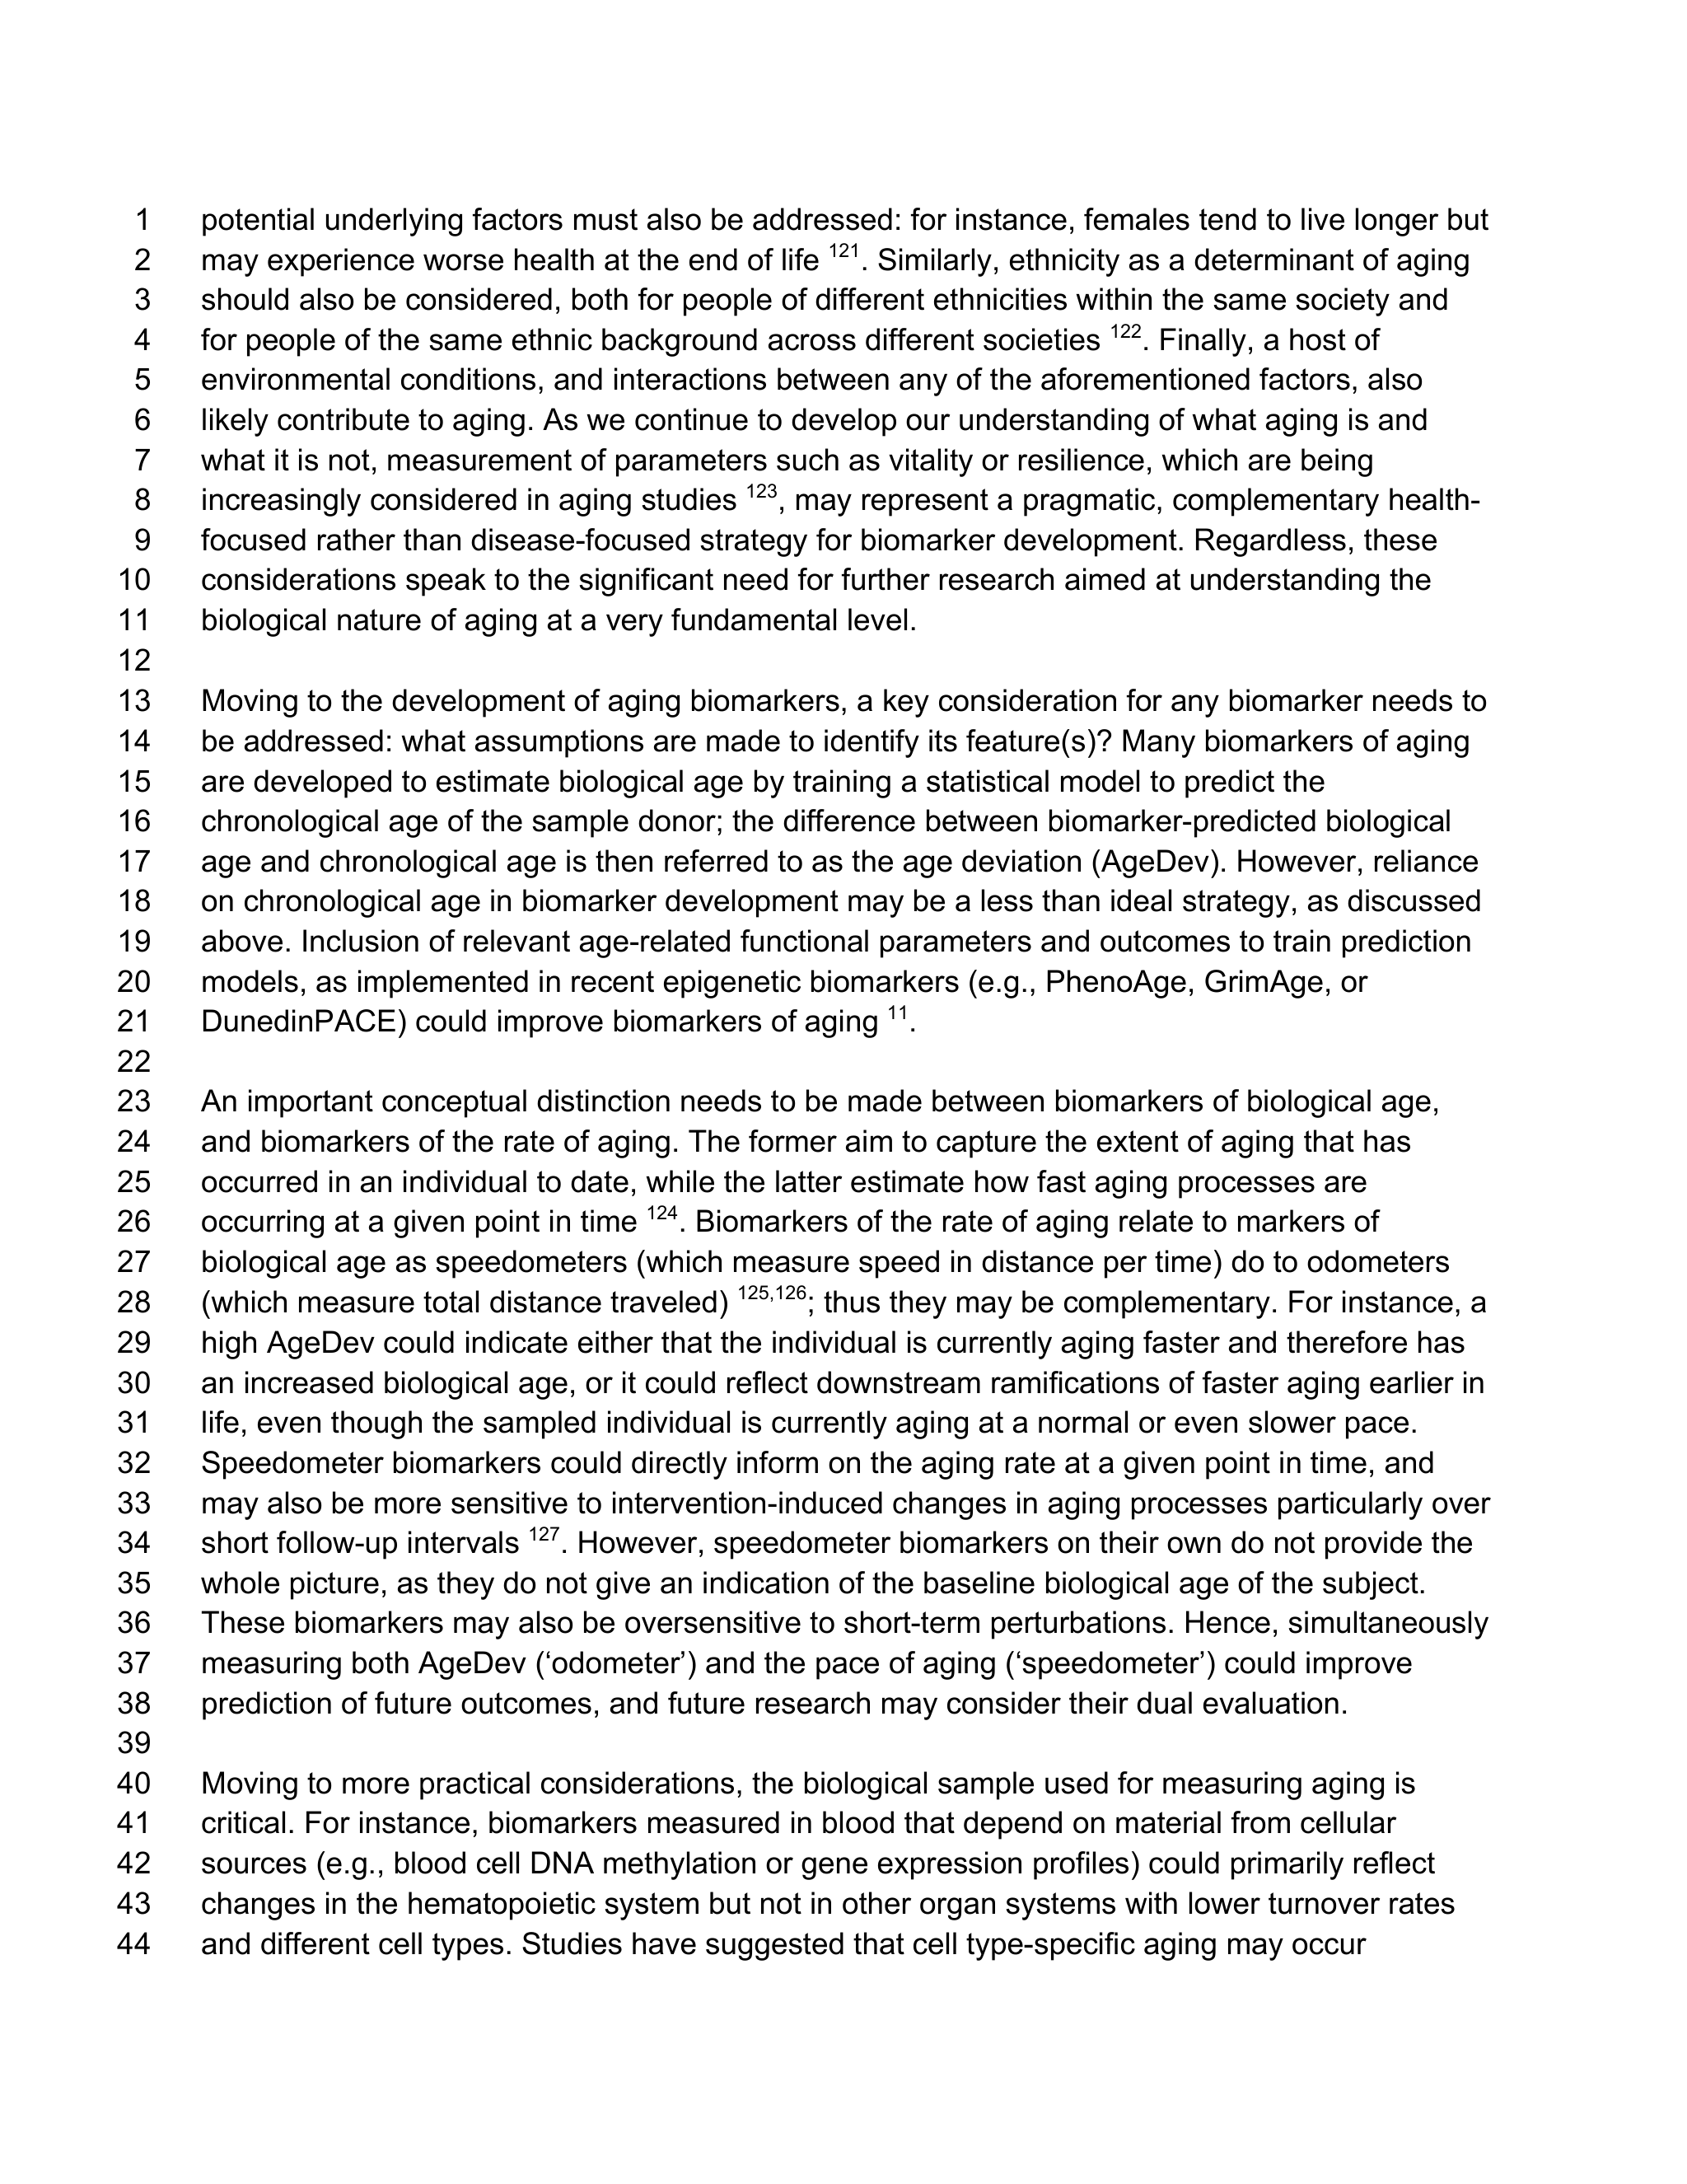 1 potential underlying factors must also be addressed: for instance, females tend to live longer but
2 may experience worse health at the end of life 121. Similarly, ethnicity as a determinant of aging
3 should also be considered, both for people of different ethnicities within the same society and
4 for people of the same ethnic background across different societies 122. Finally, a host of
5 environmental conditions, and interactions between any of the aforementioned factors, also
6 likely contribute to aging. As we continue to develop our understanding of what aging is and
7 what it is not, measurement of parameters such as vitality or resilience, which are being
8 increasingly considered in aging studies 123, may represent a pragmatic, complementary health-
9 focused rather than disease-focused strategy for biomarker development. Regardless, these
10 considerations speak to the significant need for further research aimed at understanding the
11 biological nature of aging at a very fundamental level.
12
13 Moving to the development of aging biomarkers, a key consideration for any biomarker needs to
14 be addressed: what assumptions are made to identify its feature(s)? Many biomarkers of aging
15 are developed to estimate biological age by training a statistical model to predict the
16 chronological age of the sample donor; the difference between biomarker-predicted biological
17 age and chronological age is then referred to as the age deviation (AgeDev). However, reliance
18 on chronological age in biomarker development may be a less than ideal strategy, as discussed
19 above. Inclusion of relevant age-related functional parameters and outcomes to train prediction
20 models, as implemented in recent epigenetic biomarkers (e.g., PhenoAge, GrimAge, or
21 DunedinPACE) could improve biomarkers of aging 11.
22
23 An important conceptual distinction needs to be made between biomarkers of biological age,
24 and biomarkers of the rate of aging. The former aim to capture the extent of aging that has
25 occurred in an individual to date, while the latter estimate how fast aging processes are
26 occurring at a given point in time 124. Biomarkers of the rate of aging relate to markers of
27 biological age as speedometers (which measure speed in distance per time) do to odometers
28 (which measure total distance traveled) 125,126; thus they may be complementary. For instance, a
29 high AgeDev could indicate either that the individual is currently aging faster and therefore has
30 an increased biological age, or it could reflect downstream ramifications of faster aging earlier in
31 life, even though the sampled individual is currently aging at a normal or even slower pace.
32 Speedometer biomarkers could directly inform on the aging rate at a given point in time, and
33 may also be more sensitive to intervention-induced changes in aging processes particularly over
34 short follow-up intervals 127. However, speedometer biomarkers on their own do not provide the
35 whole picture, as they do not give an indication of the baseline biological age of the subject.
36 These biomarkers may also be oversensitive to short-term perturbations. Hence, simultaneously
37 measuring both AgeDev (‘odometer’) and the pace of aging (‘speedometer’) could improve
38 prediction of future outcomes, and future research may consider their dual evaluation.
39
40 Moving to more practical considerations, the biological sample used for measuring aging is
41 critical. For instance, biomarkers measured in blood that depend on material from cellular
42 sources (e.g., blood cell DNA methylation or gene expression profiles) could primarily reflect
43 changes in the hematopoietic system but not in other organ systems with lower turnover rates
44 and different cell types. Studies have suggested that cell type-specific aging may occur